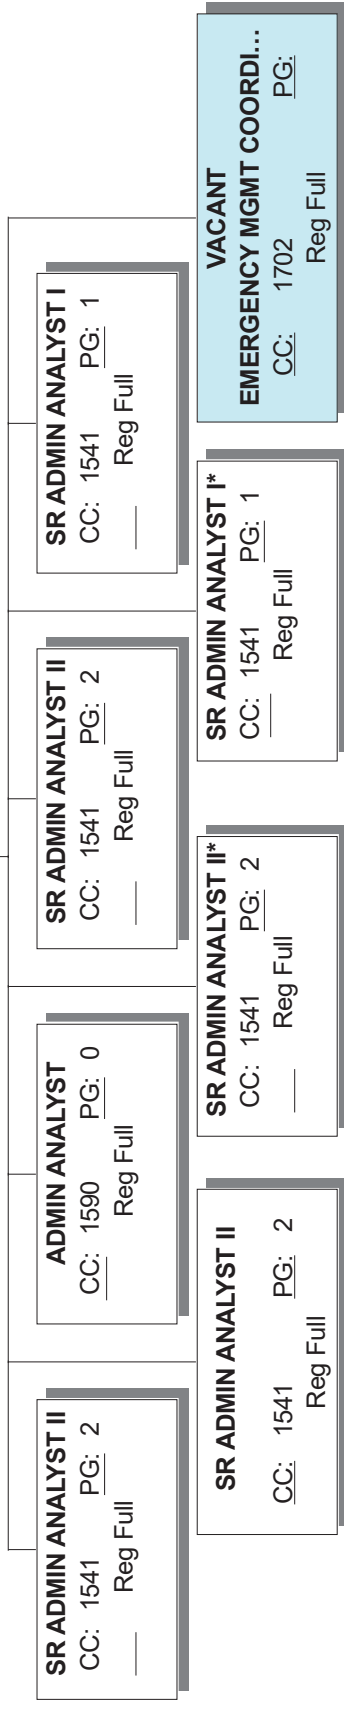 SR ADMIN ANALYST II
CC: 1541 PG: 2
Reg Full
ADMIN ANALYST
CC: 1590 PG: 0
Reg Full
SR ADMIN ANALYST II
CC: 1541 PG: 2
Reg Full
SR ADMIN ANALYST I
CC: 1541 PG: 1
Reg Full
SR ADMIN ANALYST II
CC: 1541 PG: 2
Reg Full
SR ADMIN ANALYST II*
CC: 1541 PG: 2
Reg Full
SR ADMIN ANALYST I*
CC: 1541 PG: 1
Reg Full
VACANT
EMERGENCY MGMT COORDI...
CC: 1702 PG:
Reg Full